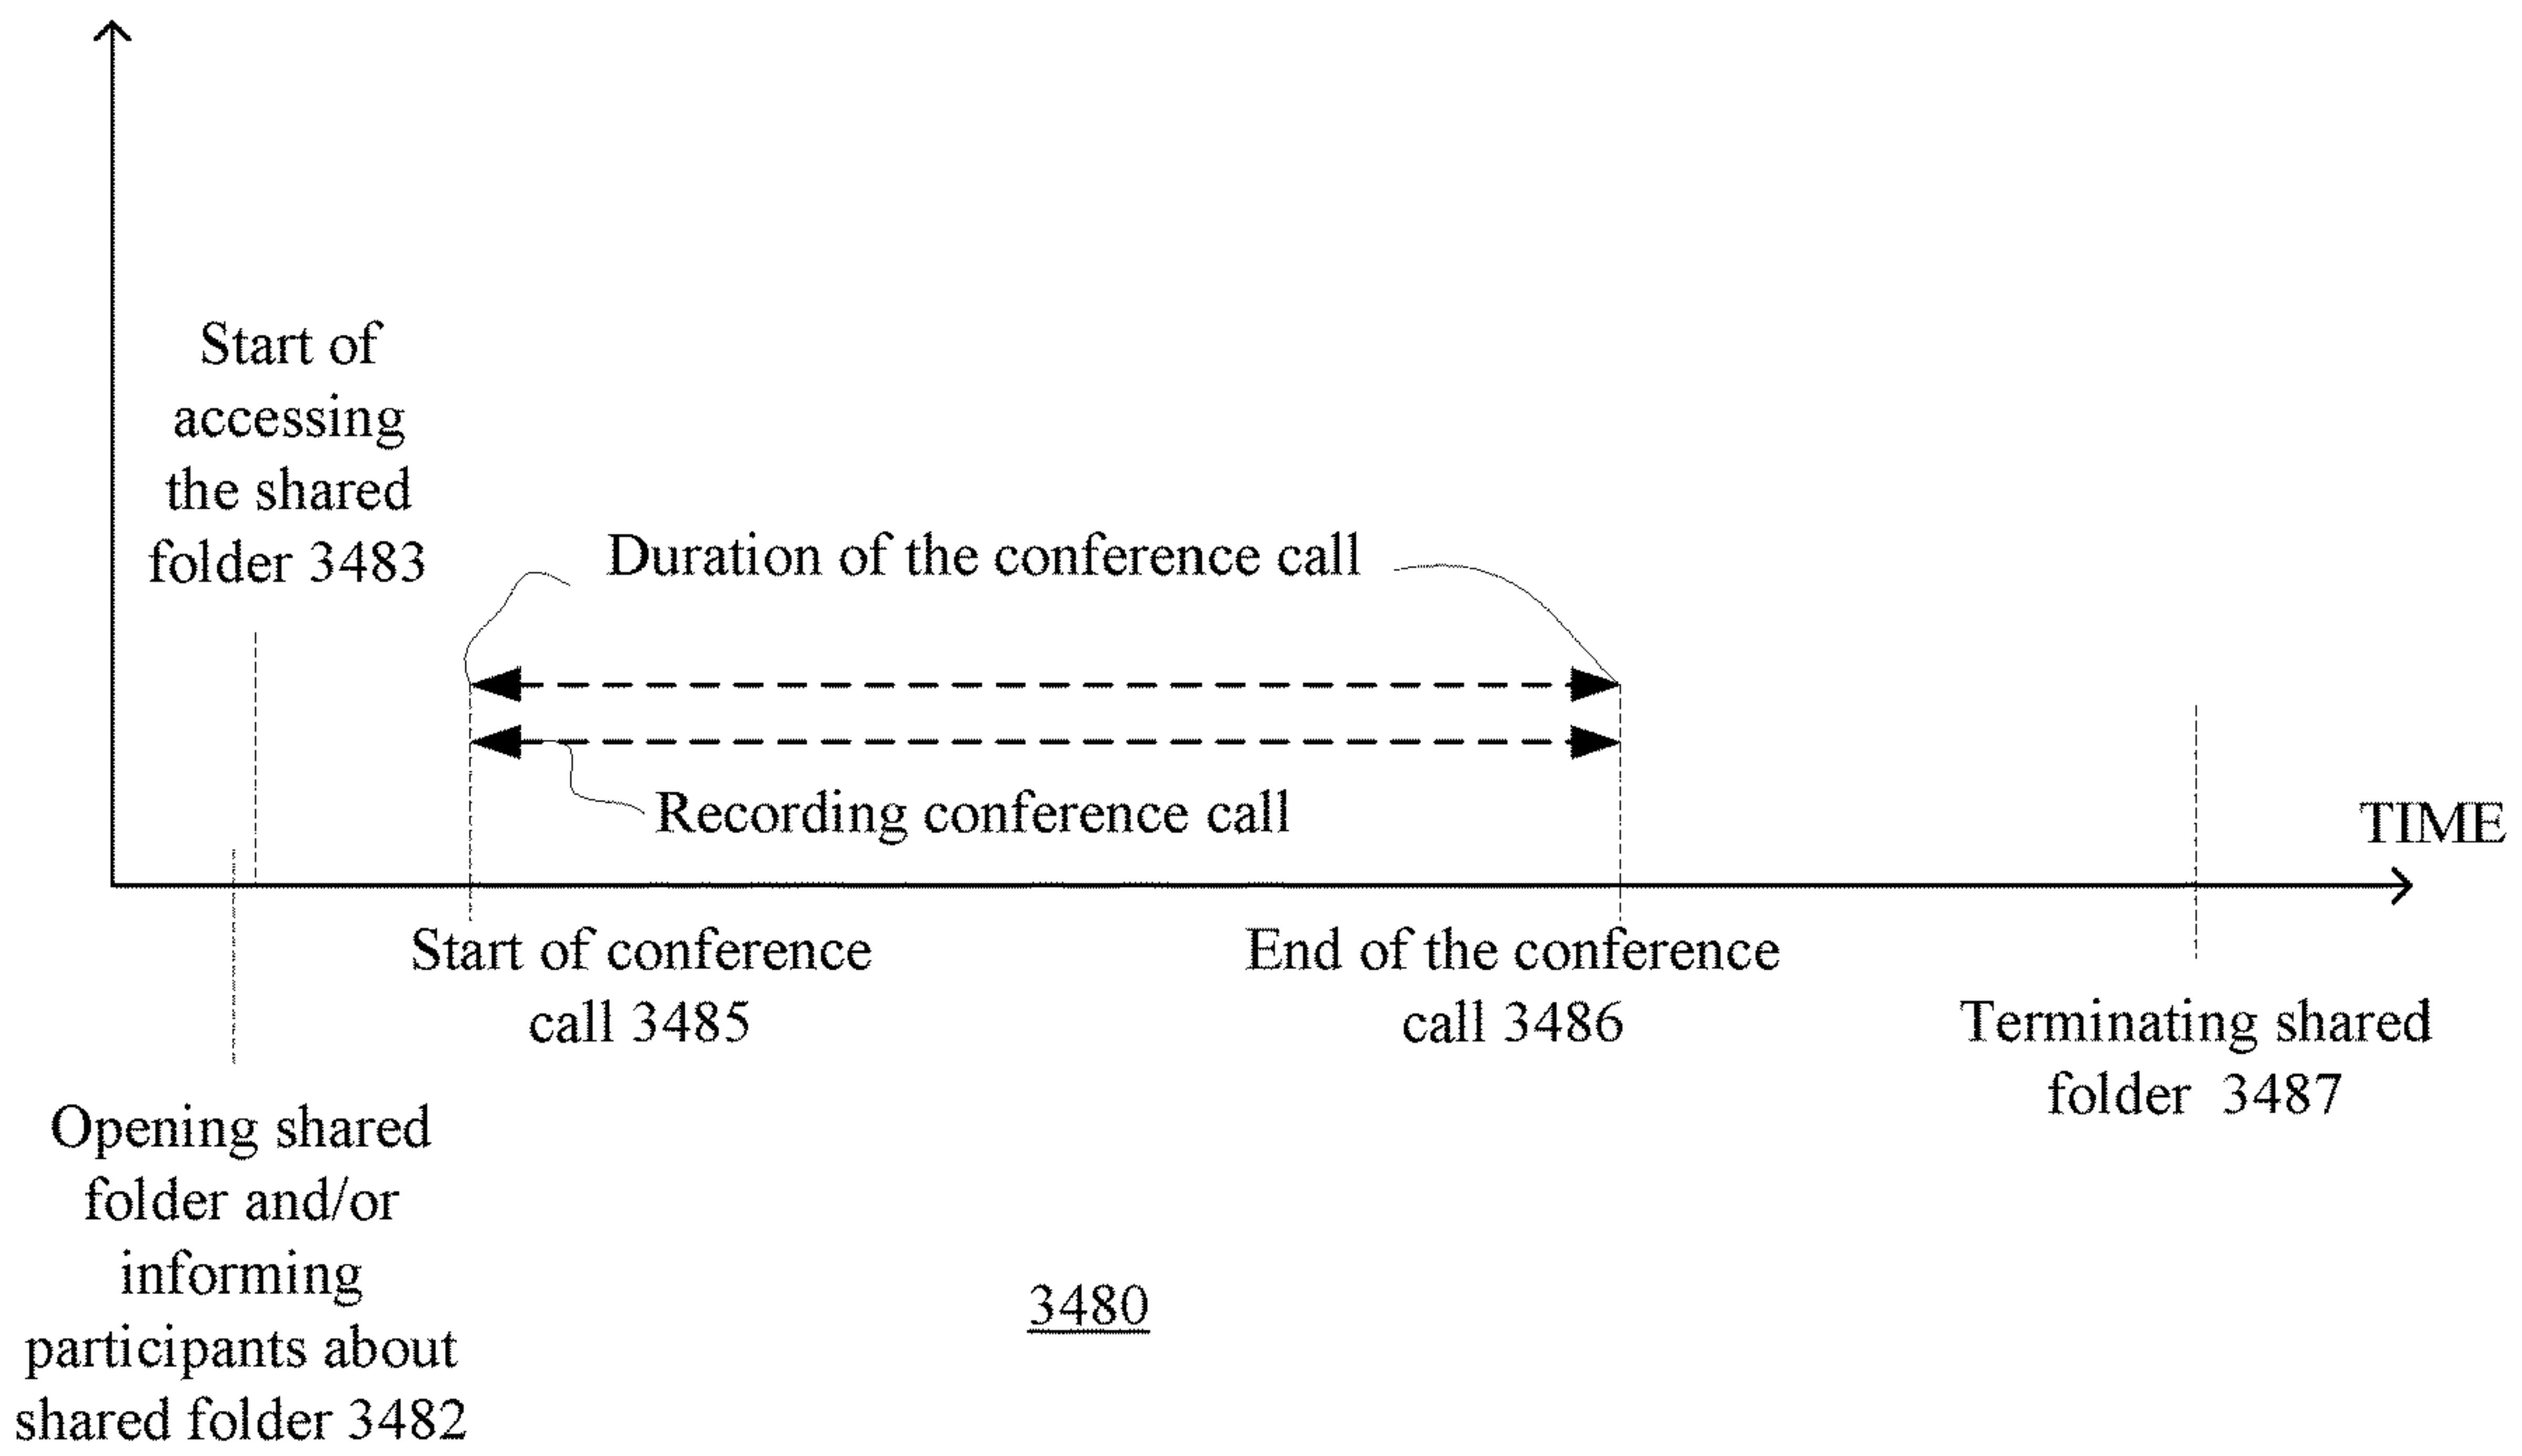 Start of
accessing
the shared
folder 3483
Duration of the conference call
Recording conference call
TIME
Start of conference
call 3485
End of the conference
call 3486
Terminating shared
folder 3487
Opening shared
folder and/or
informing
participants about
shared folder 3482
3480